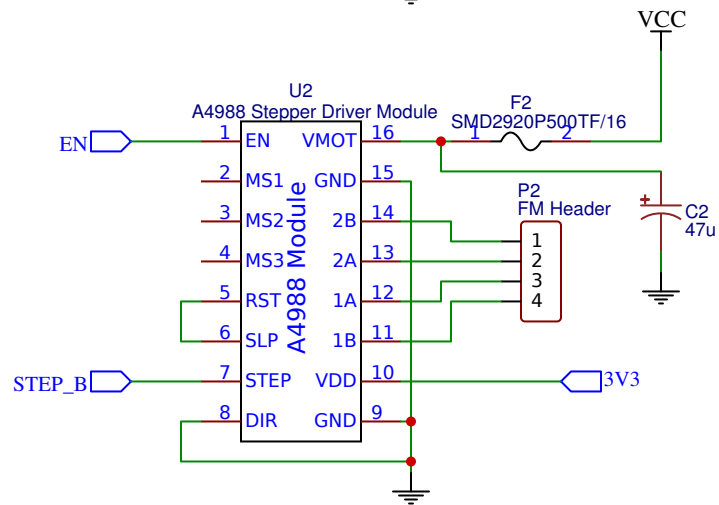 VCC
U2
A4988 Stepper Driver Module
F2
SMD2920P500TF/16
1
2
EN
1
EN
VMOT
16
2
MS1
GND
15
3
MS2
2B
14
4
MS3
2A
13
5
RST
1A
12
6
SLP
1B
11
STEP_B
7
STEP
VDD
10
3V3
8
DIR
GND
9
A4988 Module
P2
FM Header
1
2
3
4
+
C2
47u